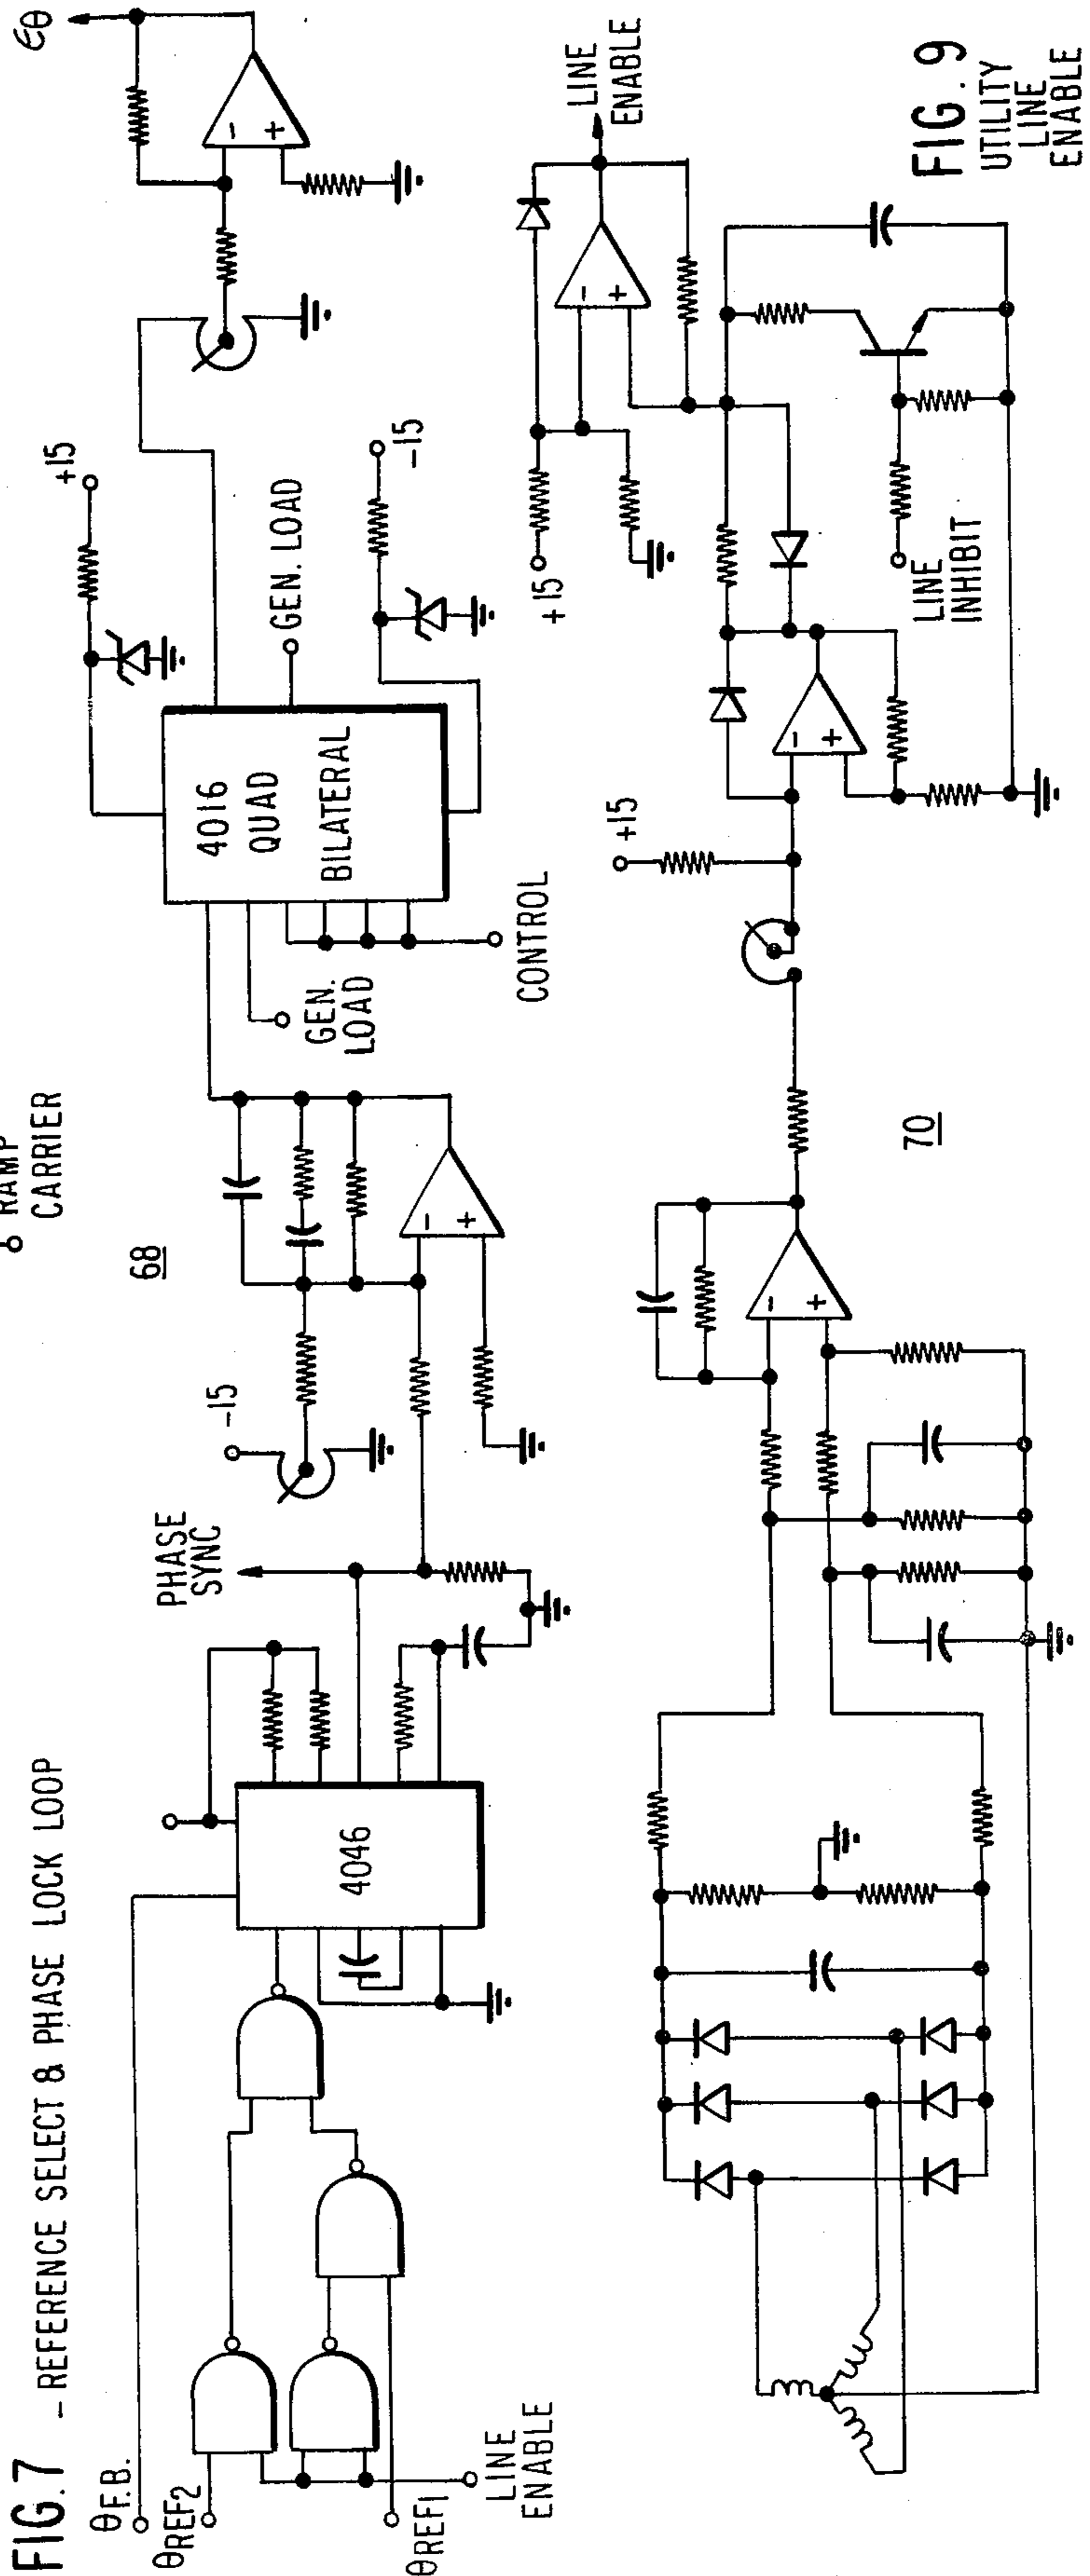 RAMP
CARRIER
FIG. 7 – REFERENCE SELECT & PHASE LOCK LOOP
θF.B.
θREF2
θREF1
LINE
ENABLE
4046
PHASE
SYNC
68
-15
-
+
GEN.
LOAD
CONTROL
4016
QUAD
BILATERAL
+15
GEN. LOAD
-15
-
+
ϵθ
70
-
+
+15
-
+
LINE
INHIBIT
+15
-
+
LINE
ENABLE
FIG. 9
UTILITY
LINE
ENABLE